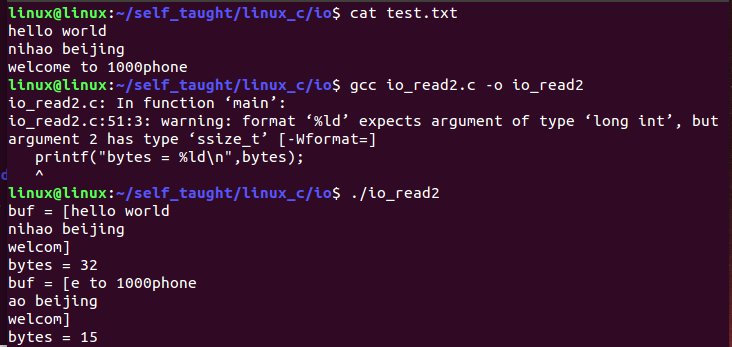 linux@linux:~/self_taught/linux_c/io$ cat test.txt
hello world
nihao beijing
welcome to 1000phone
linux@linux:~/self_taught/linux_c/io$ gcc io_read2.c -o io_read2
io_read2.c: In function ‘main’:
io_read2.c:51:3: warning: format ‘%ld’ expects argument of type ‘long int’, but
argument 2 has type ‘ssize_t’ [-Wformat=]
   printf("bytes = %ld\n",bytes);
   ^
linux@linux:~/self_taught/linux_c/io$ ./io_read2
buf = [hello world
nihao beijing
welcom]
bytes = 32
buf = [e to 1000phone
ao beijing
welcom]
bytes = 15